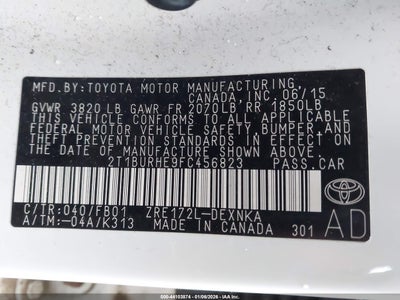 MFD.BY:TOYOTA MOTOR MANUFACTURING
CANADA,INC. 06/15
GVWR 3820LB GAWR FR 2070LB RR 1850LB
THIS VEHICLE CONFORMS TO ALL APPLICABLE
FEDERAL MOTOR VEHICLE SAFETY, BUMPER, AND
THEFT PREVENTION STANDARDS IN EFFECT ON
THE DATE OF MANUFACTURE SHOWN ABOVE.
2T1BURHE9FC456823 PASS.CAR
C/TR:040/FB01 ZRE172L-DEXNKA
A/TM:-04A/K313 MADE IN CANADA 301
AD
500-44103874 - 01/06/2026 - IAA Inc.